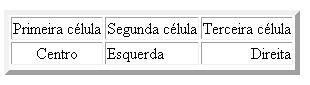 Primeira célula Segunda célula Terceira célula
Centro Esquerda Direita